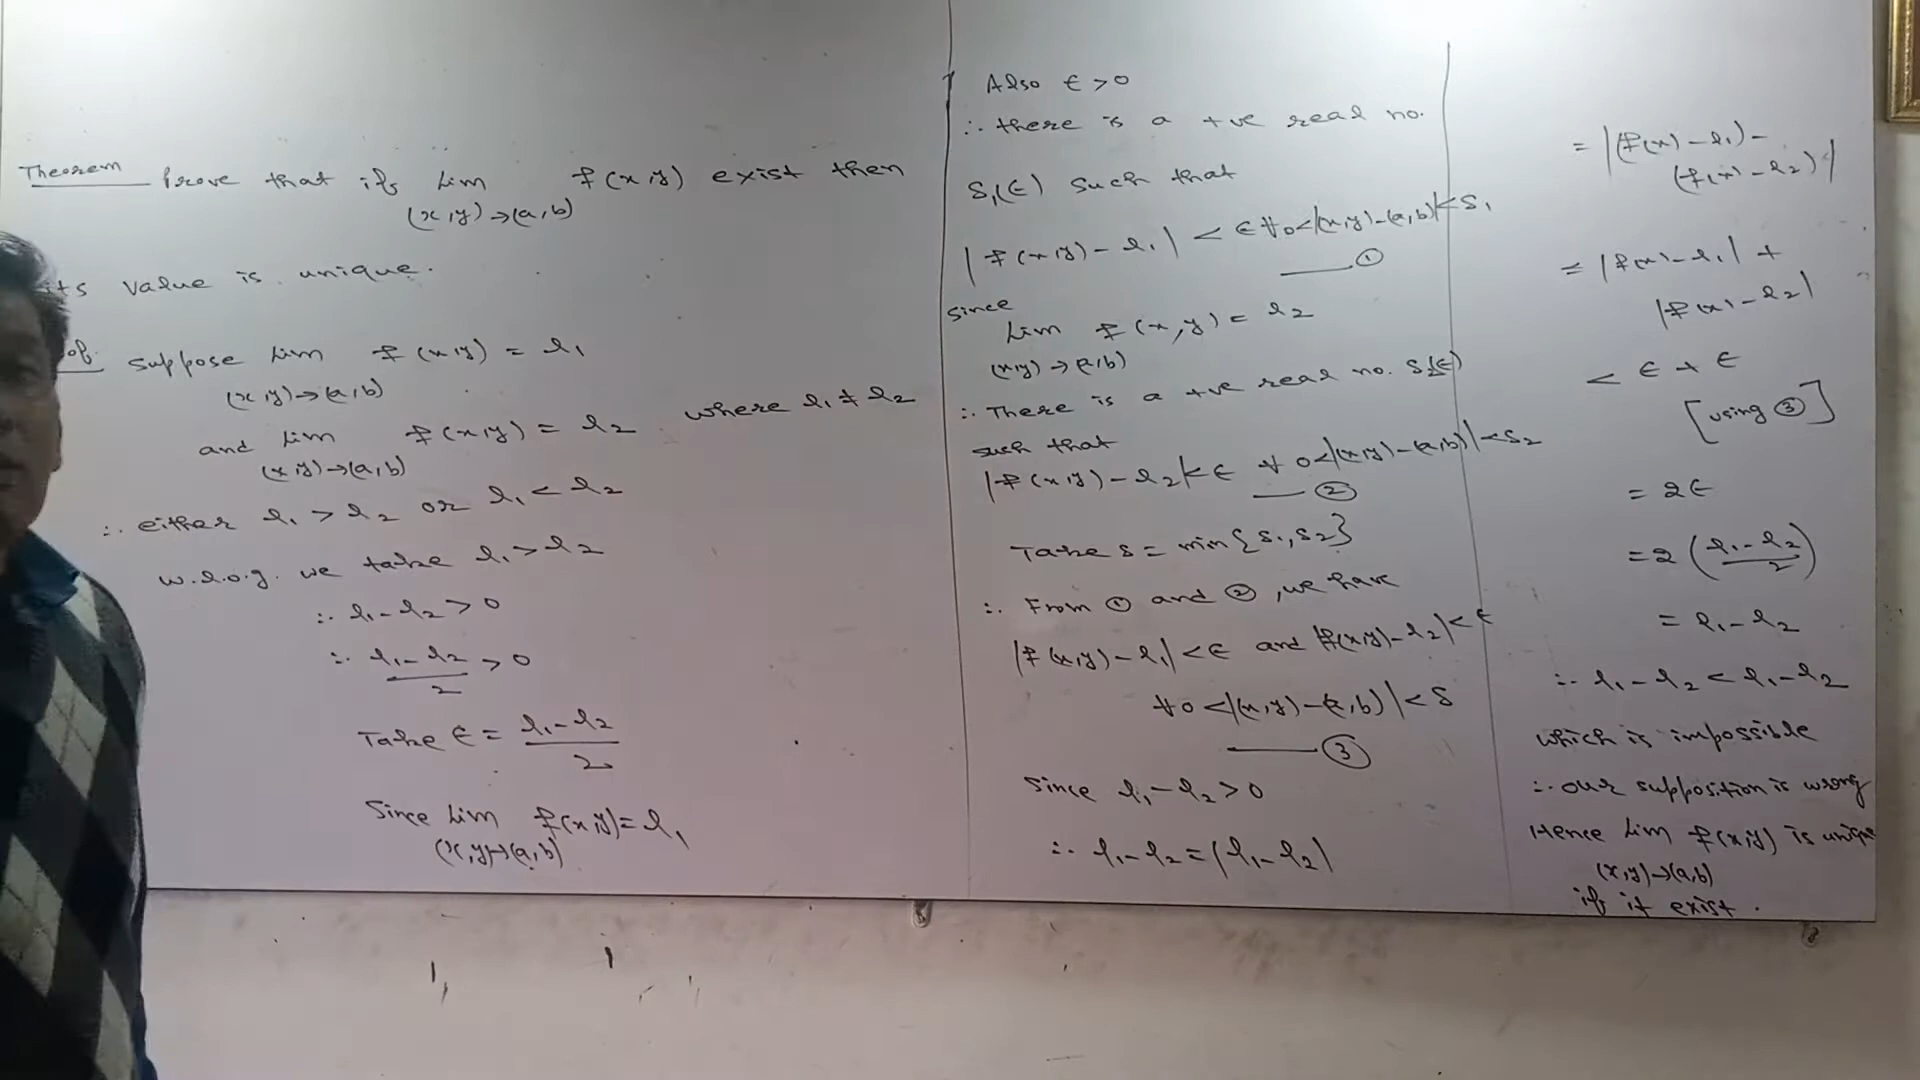 Theorem Prove that if Lim f(x,y) exist then
(x,y)→(a,b)
its value is unique.
of Suppose Lim f(x,y) = l₁
(x,y)→(a,b)
and Lim f(x,y) = l₂ where l₁ ≠ l₂
(x,y)→(a,b)
∴ either l₁ > l₂ or l₁ < l₂
w.l.o.g. we take l₁ > l₂
∴ l₁ - l₂ > 0
∴ (l₁ - l₂)/2 > 0
Take ∈ = (l₁ - l₂)/2
Since Lim f(x,y) = l₁
(x,y)→(a,b)
Also ∈ > 0
∴ there is a +ve real no.
δ₁(∈) such that
|f(x,y) - l₁| < ∈ ∀ 0<|(x,y)-(a,b)|<δ₁
—— ①
Since
Lim f(x,y) = l₂
(x,y)→(a,b)
∴ There is a +ve real no. δ₂(∈)
such that
|f(x,y) - l₂| < ∈ ∀ 0<|(x,y)-(a,b)|<δ₂
—— ②
Take δ = min{δ₁,δ₂}
∴ From ① and ②, we have
|f(x,y) - l₁| < ∈ and |f(x,y) - l₂| < ∈
∀ 0 <|(x,y)-(a,b)|<δ
—— ③
Since l₁ - l₂ > 0
∴ l₁ - l₂ = |l₁ - l₂|
= |(f(x) - l₁) -
(f(x) - l₂)|
≤ |f(x) - l₁| +
|f(x) - l₂|
< ∈ + ∈
[using ③]
= 2∈
= 2((l₁ - l₂)/2)
= l₁ - l₂
∴ l₁ - l₂ < l₁ - l₂
which is impossible
∴ our supposition is wrong
Hence Lim f(x,y) is unique
(x,y)→(a,b)
if it exist.